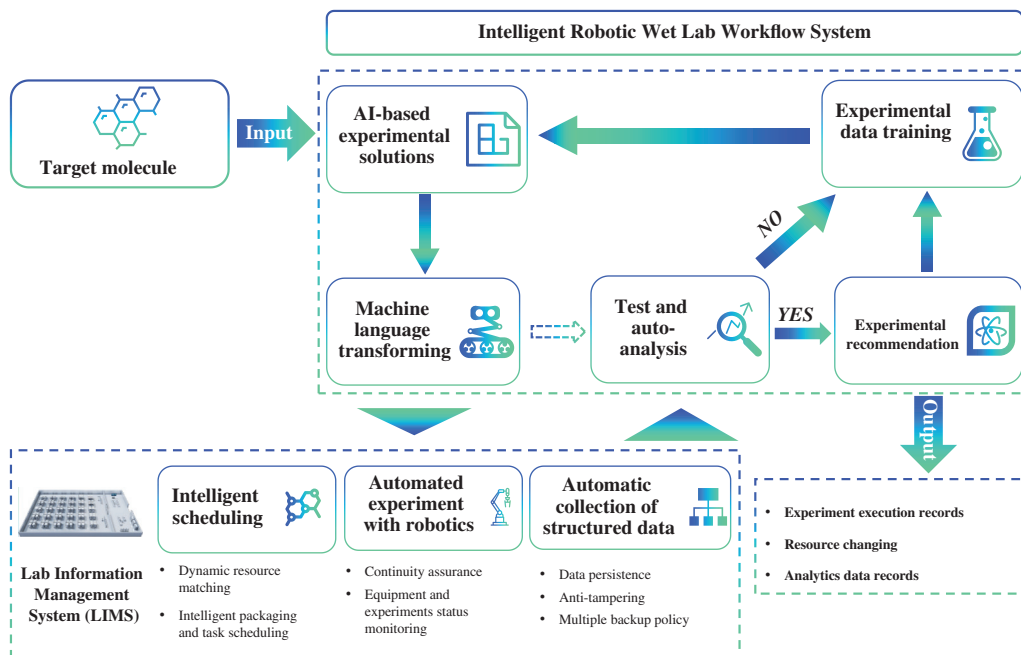 Intelligent Robotic Wet Lab Workflow System
Target molecule
Input
AI-based
experimental
solutions
Experimental
data training
Machine
language
transforming
Test and
auto-
analysis
NO
YES
Experimental
recommendation
Output
Lab Information
Management
System (LIMS)
Intelligent
scheduling
• Dynamic resource
matching
• Intelligent packaging
and task scheduling
Automated
experiment
with robotics
• Continuity assurance
• Equipment and
experiments status
monitoring
Automatic
collection of
structured data
• Data persistence
• Anti-tampering
• Multiple backup policy
• Experiment execution records
• Resource changing
• Analytics data records